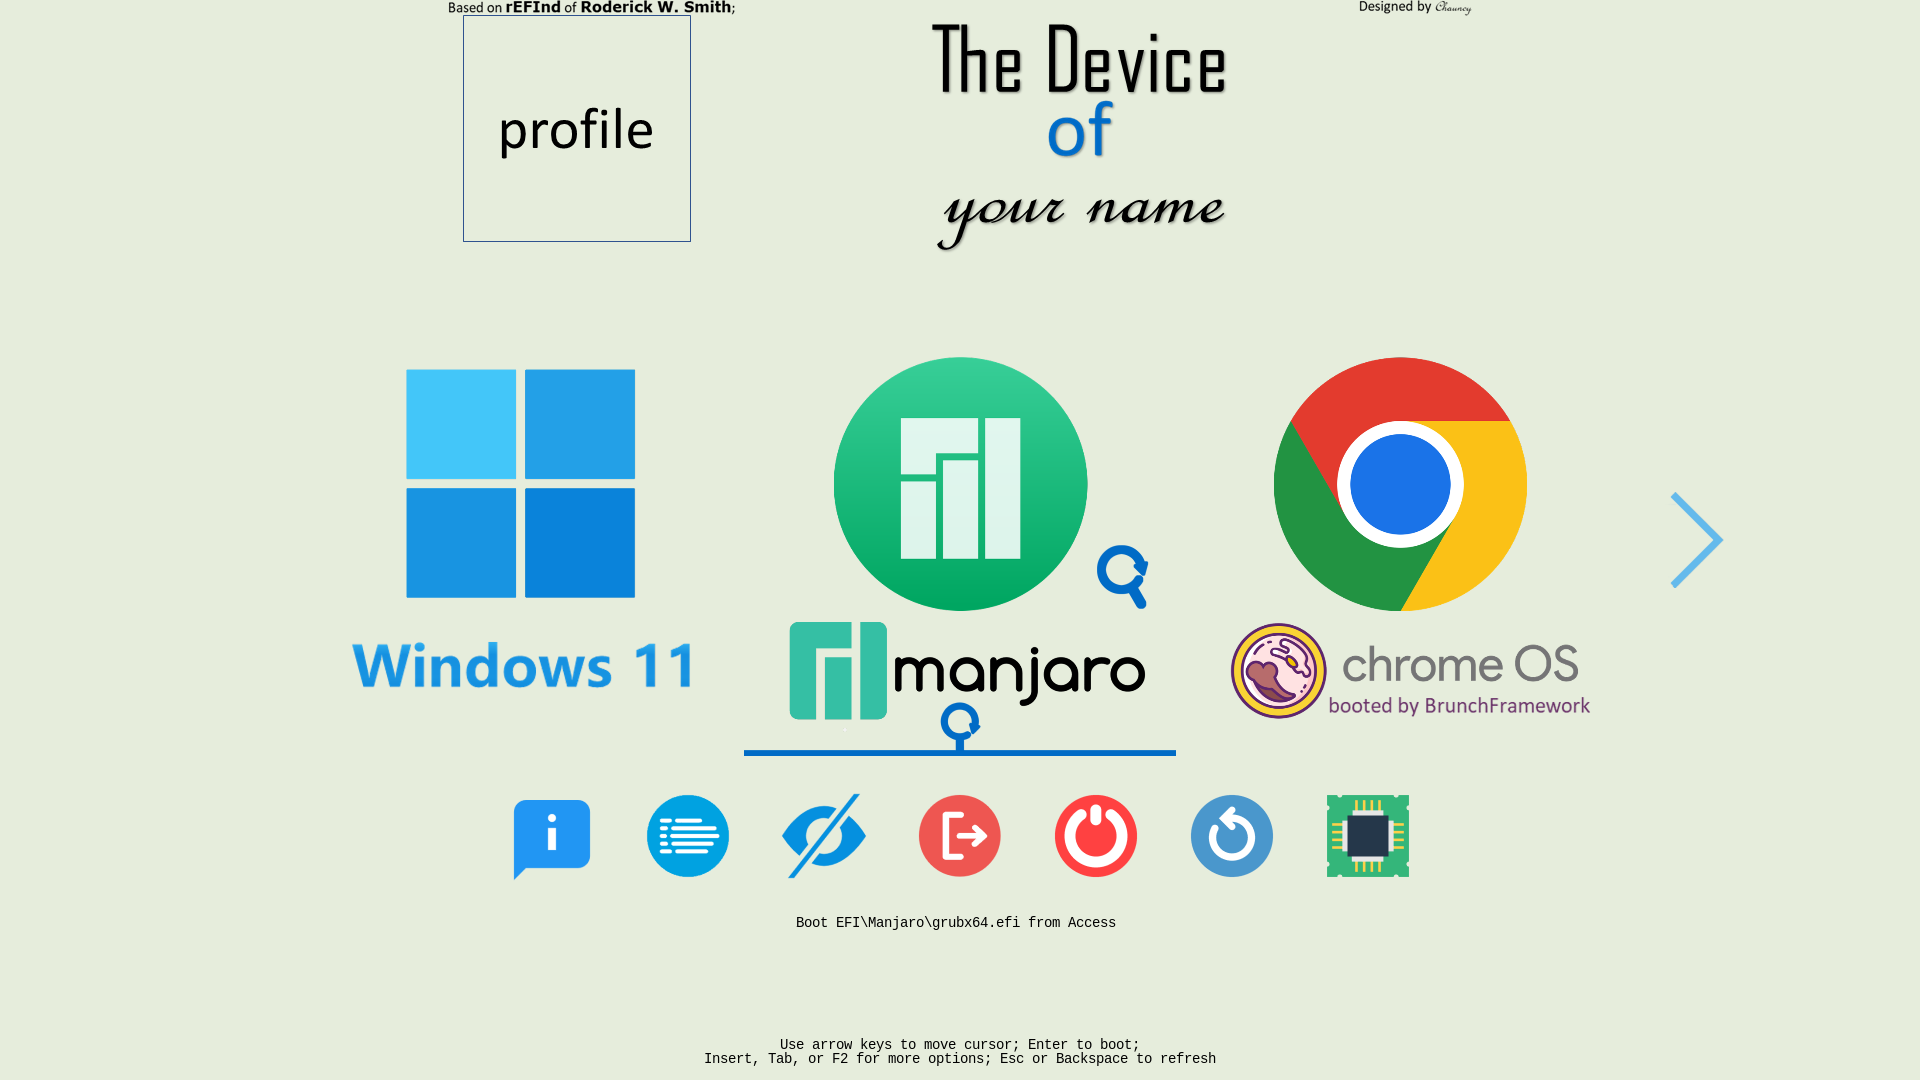 Based on rEFInd of Roderick W. Smith;
Designed by Chauncy
profile
The Device
of
your name
Windows 11
manjaro
chrome OS
booted by BrunchFramework
Boot EFI\Manjaro\grubx64.efi from Access
Use arrow keys to move cursor; Enter to boot;
Insert, Tab, or F2 for more options; Esc or Backspace to refresh